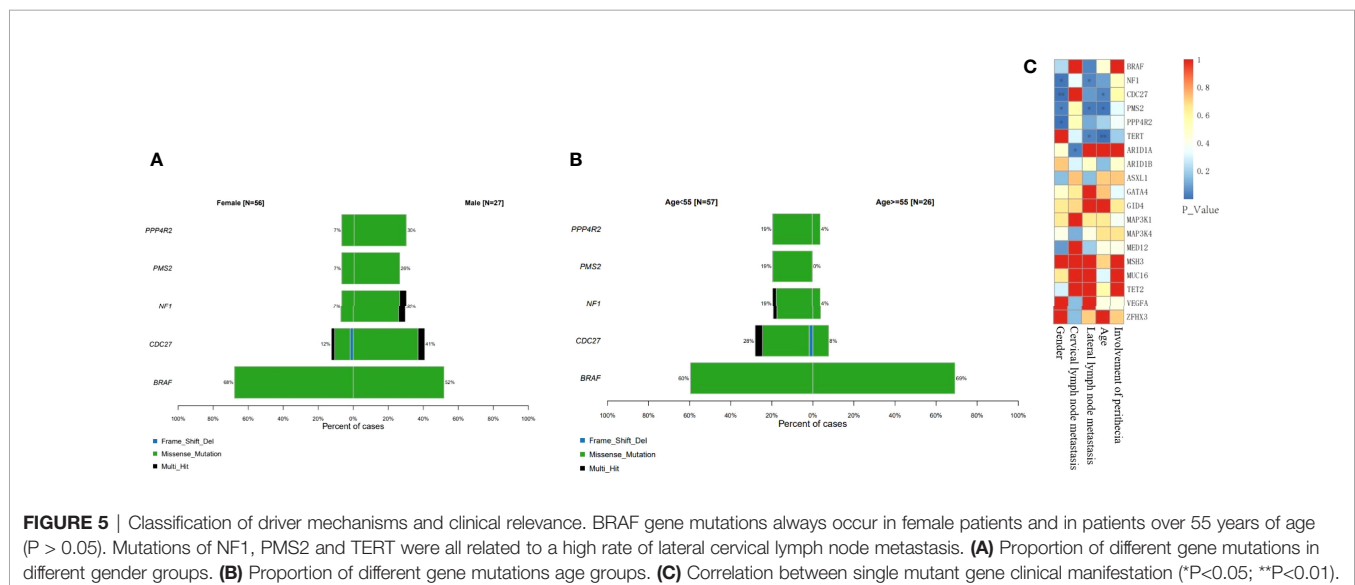 A
Female [N=56]
Male [N=27]
PPP4R2 7% 30%
PMS2 7% 26%
NF1 7% 30%
CDC27 12% 41%
BRAF 68% 52%
100% 80% 60% 40% 20% 0% 20% 40% 60% 80% 100%
Percent of cases
Frame_Shift_Del
Missense_Mutation
Multi_Hit
B
Age<55 [N=57]
Age>=55 [N=26]
PPP4R2 19% 4%
PMS2 19% 0%
NF1 19% 4%
CDC27 28% 8%
BRAF 60% 69%
100% 80% 60% 40% 20% 0% 20% 40% 60% 80% 100%
Percent of cases
Frame_Shift_Del
Missense_Mutation
Multi_Hit
C
BRAF
NF1
CDC27
PMS2
PPP4R2
TERT
ARID1A
ARID1B
ASXL1
GATA4
GID4
MAP3K1
MAP3K4
MED12
MSH3
MUC16
TET2
VEGFA
ZFHX3
Gender
Cervical lymph node metastasis
Lateral lymph node metastasis
Age
Involvement of perithecia
1
0.8
0.6
0.4
0.2
P_Value
FIGURE 5 | Classification of driver mechanisms and clinical relevance. BRAF gene mutations always occur in female patients and in patients over 55 years of age
(P > 0.05). Mutations of NF1, PMS2 and TERT were all related to a high rate of lateral cervical lymph node metastasis. (A) Proportion of different gene mutations in
different gender groups. (B) Proportion of different gene mutations age groups. (C) Correlation between single mutant gene clinical manifestation (*P<0.05; **P<0.01).